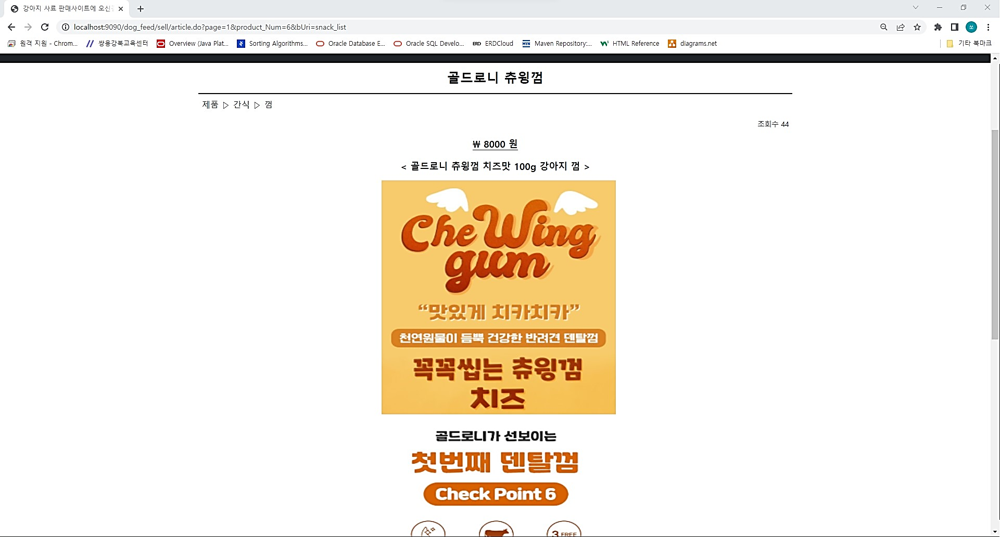 강아지 사료 판매사이트에 오신
localhost:9090/dog_feed/sell/article.do?page=1&product_Num=6&bUri=snack_list
쏘
원격 지원 - Chrom...
쌍용강북교육센터
Overview (Java Plat...
Sorting Algorithms...
Oracle Database E...
Oracle SQL Develo...
ERD ERDCloud
MVN Maven Repository:...
W3 HTML Reference
diagrams.net
기타 북마크
골드로니 츄윙껌
제품 ▷ 간식 ▷ 껌
조회수 44
₩ 8000 원
< 골드로니 츄윙껌 치즈맛 100g 강아지 껌 >
CheWing
gum
“맛있게 치카치카”
천연원물이 듬뿍 건강한 반려견 덴탈껌
꼭꼭씹는 츄윙껌
치즈
골드로니가 선보이는
첫번째 덴탈껌
Check Point 6
3 FREE